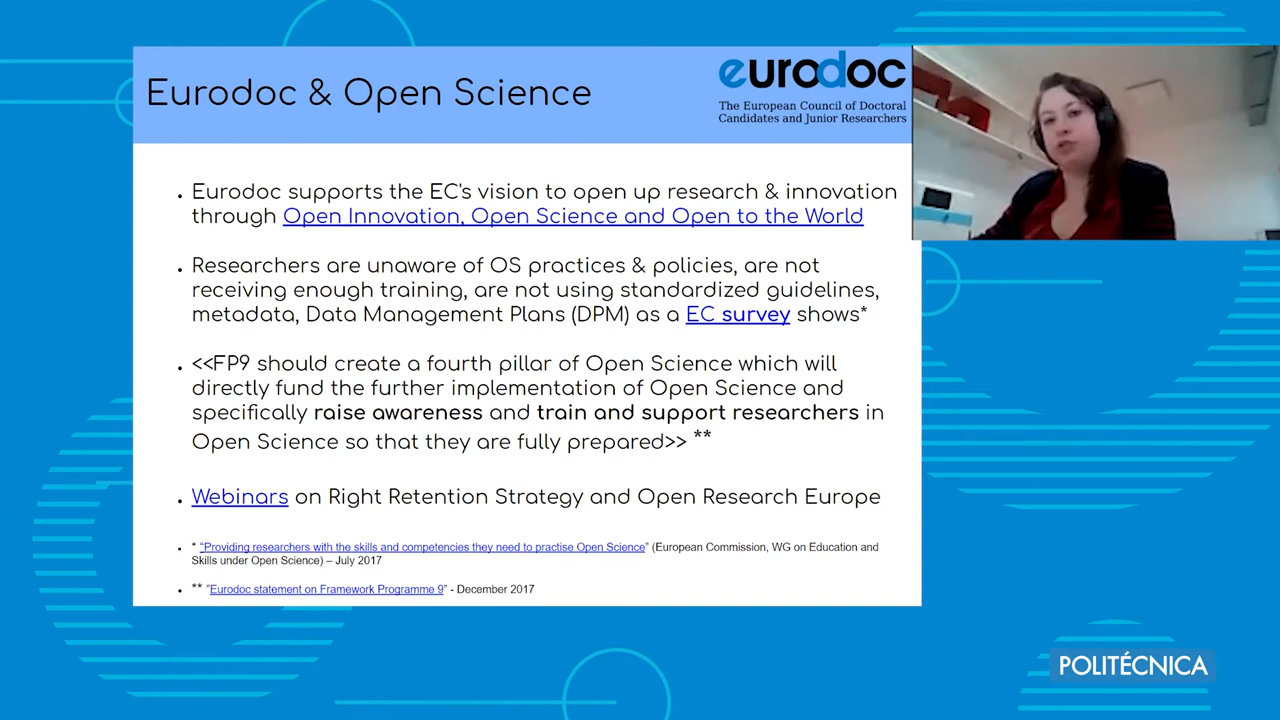 Eurodoc & Open Science
eurodoc
The European Council of Doctoral
Candidates and Junior Researchers
• Eurodoc supports the EC's vision to open up research & innovation
through Open Innovation, Open Science and Open to the World
• Researchers are unaware of OS practices & policies, are not
receiving enough training, are not using standardized guidelines,
metadata, Data Management Plans (DPM) as a EC survey shows*
• <<FP9 should create a fourth pillar of Open Science which will
directly fund the further implementation of Open Science and
specifically raise awareness and train and support researchers in
Open Science so that they are fully prepared>> **
• Webinars on Right Retention Strategy and Open Research Europe
• * “Providing researchers with the skills and competencies they need to practise Open Science” (European Commission, WG on Education and
Skills under Open Science) – July 2017
• ** ”Eurodoc statement on Framework Programme 9” - December 2017
POLITÉCNICA